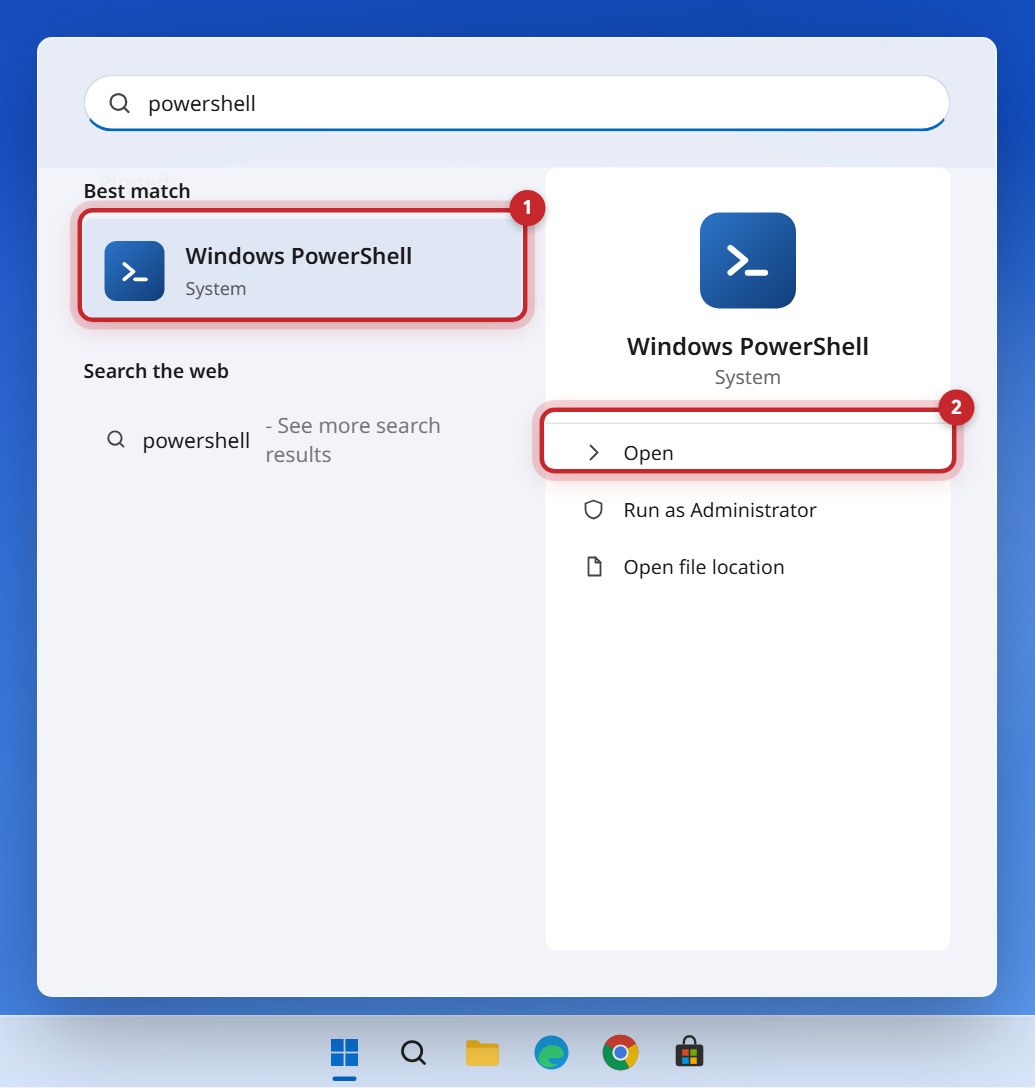 powershell
Best match
1
Windows PowerShell
System
Search the web
powershell - See more search
results
Windows PowerShell
System
2
Open
Run as Administrator
Open file location